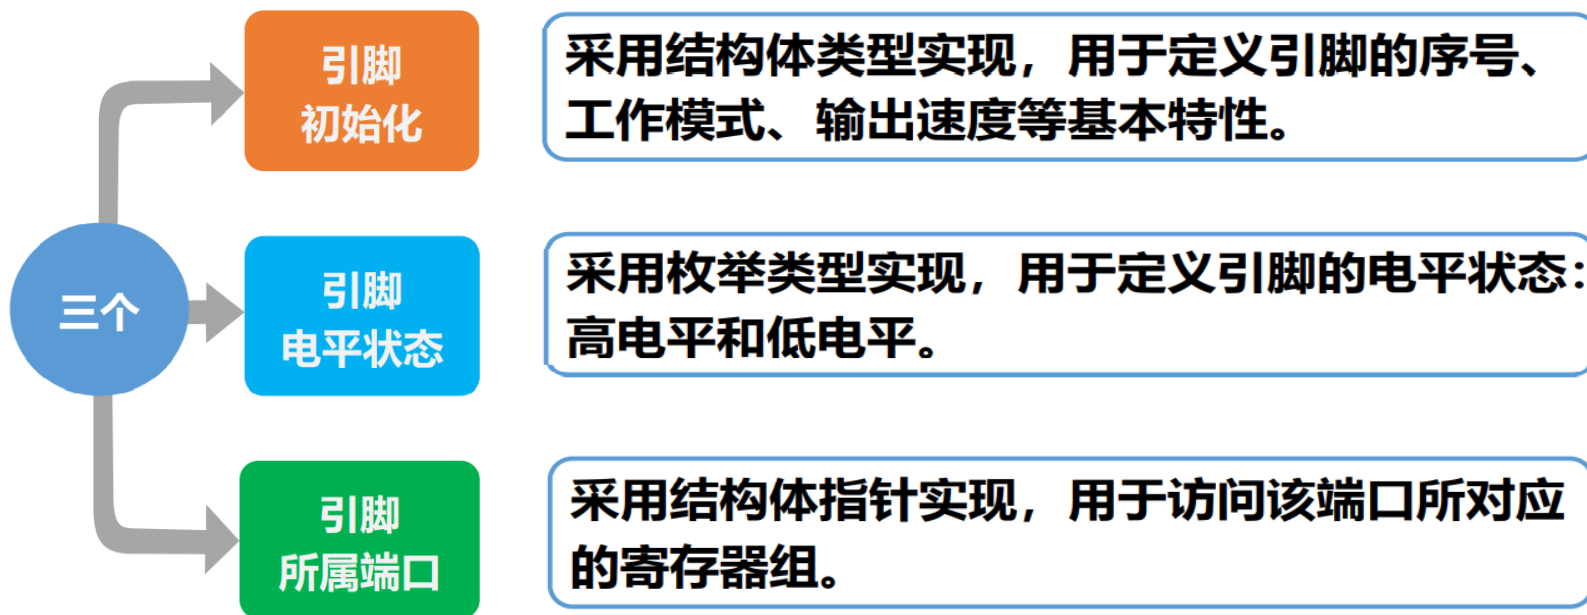 三个
引脚
初始化
采用结构体类型实现，用于定义引脚的序号、
工作模式、输出速度等基本特性。
引脚
电平状态
采用枚举类型实现，用于定义引脚的电平状态：
高电平和低电平。
引脚
所属端口
采用结构体指针实现，用于访问该端口所对应
的寄存器组。